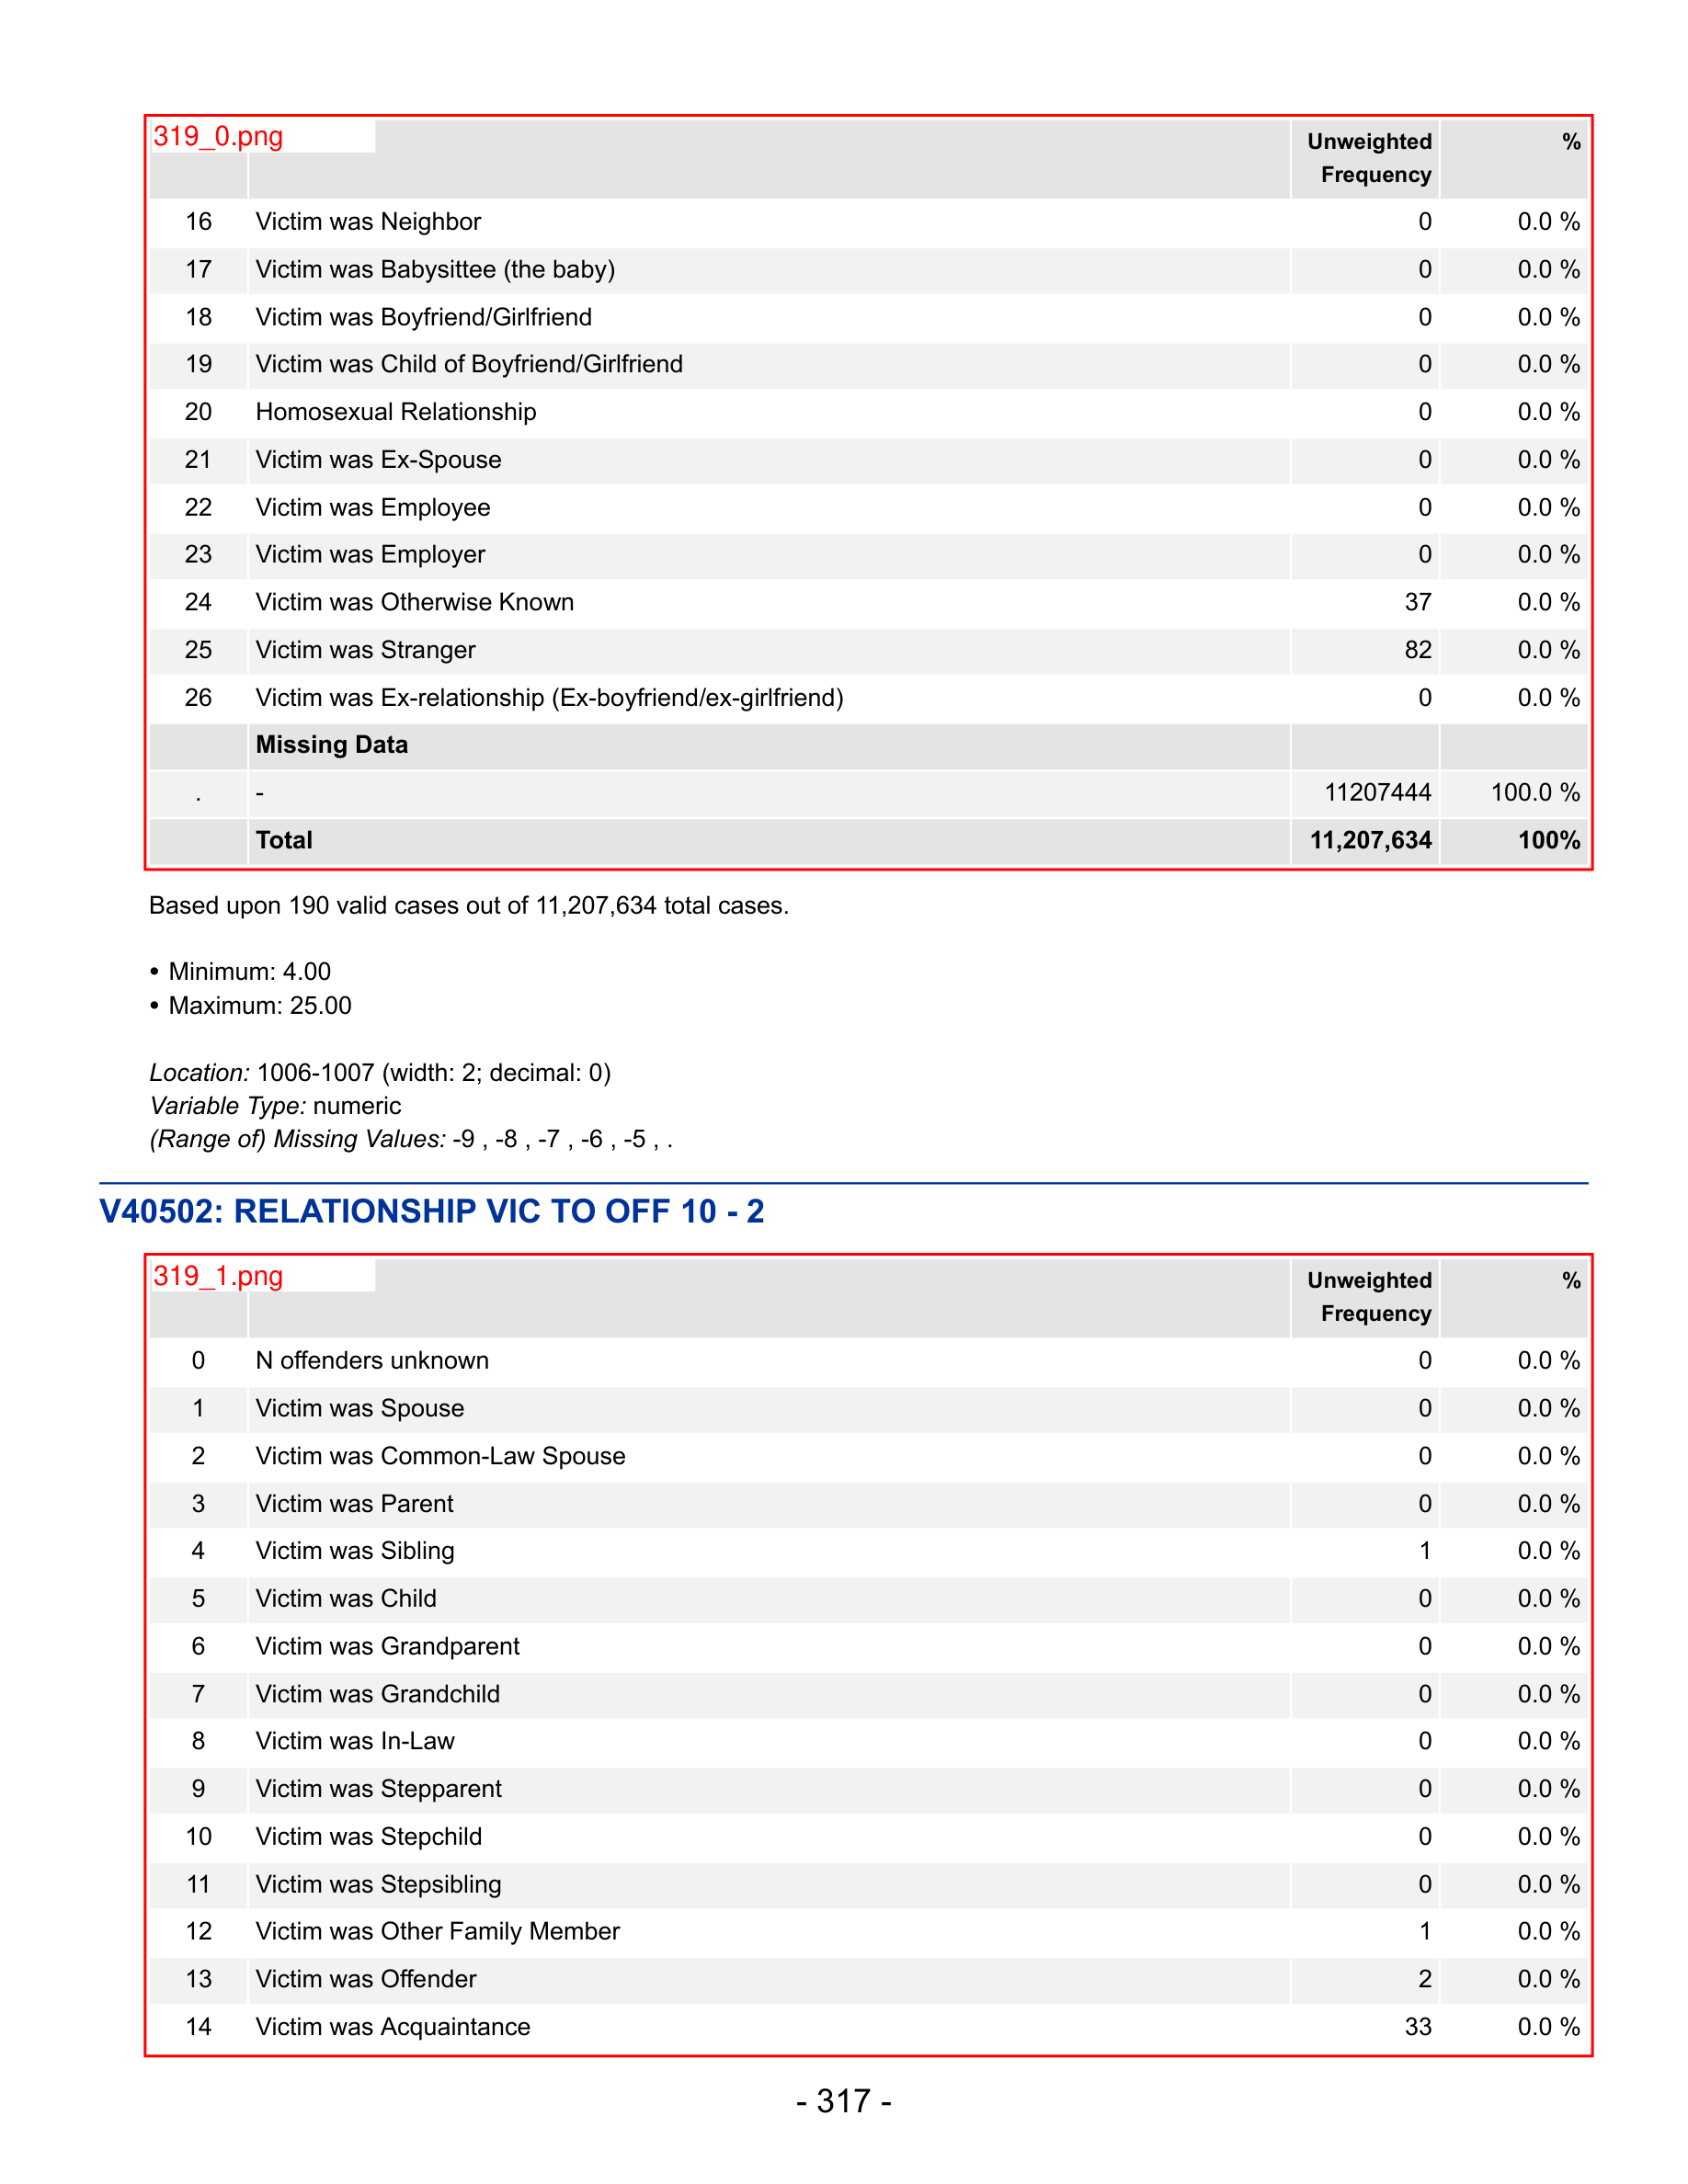 319_0.png
Unweighted Frequency %
16 Victim was Neighbor 0 0.0 %
17 Victim was Babysittee (the baby) 0 0.0 %
18 Victim was Boyfriend/Girlfriend 0 0.0 %
19 Victim was Child of Boyfriend/Girlfriend 0 0.0 %
20 Homosexual Relationship 0 0.0 %
21 Victim was Ex-Spouse 0 0.0 %
22 Victim was Employee 0 0.0 %
23 Victim was Employer 0 0.0 %
24 Victim was Otherwise Known 37 0.0 %
25 Victim was Stranger 82 0.0 %
26 Victim was Ex-relationship (Ex-boyfriend/ex-girlfriend) 0 0.0 %
Missing Data
. - 11207444 100.0 %
Total 11,207,634 100%
Based upon 190 valid cases out of 11,207,634 total cases.
• Minimum: 4.00
• Maximum: 25.00
Location: 1006-1007 (width: 2; decimal: 0)
Variable Type: numeric
(Range of) Missing Values: -9 , -8 , -7 , -6 , -5 , .
V40502: RELATIONSHIP VIC TO OFF 10 - 2
319_1.png
Unweighted Frequency %
0 N offenders unknown 0 0.0 %
1 Victim was Spouse 0 0.0 %
2 Victim was Common-Law Spouse 0 0.0 %
3 Victim was Parent 0 0.0 %
4 Victim was Sibling 1 0.0 %
5 Victim was Child 0 0.0 %
6 Victim was Grandparent 0 0.0 %
7 Victim was Grandchild 0 0.0 %
8 Victim was In-Law 0 0.0 %
9 Victim was Stepparent 0 0.0 %
10 Victim was Stepchild 0 0.0 %
11 Victim was Stepsibling 0 0.0 %
12 Victim was Other Family Member 1 0.0 %
13 Victim was Offender 2 0.0 %
14 Victim was Acquaintance 33 0.0 %
- 317 -